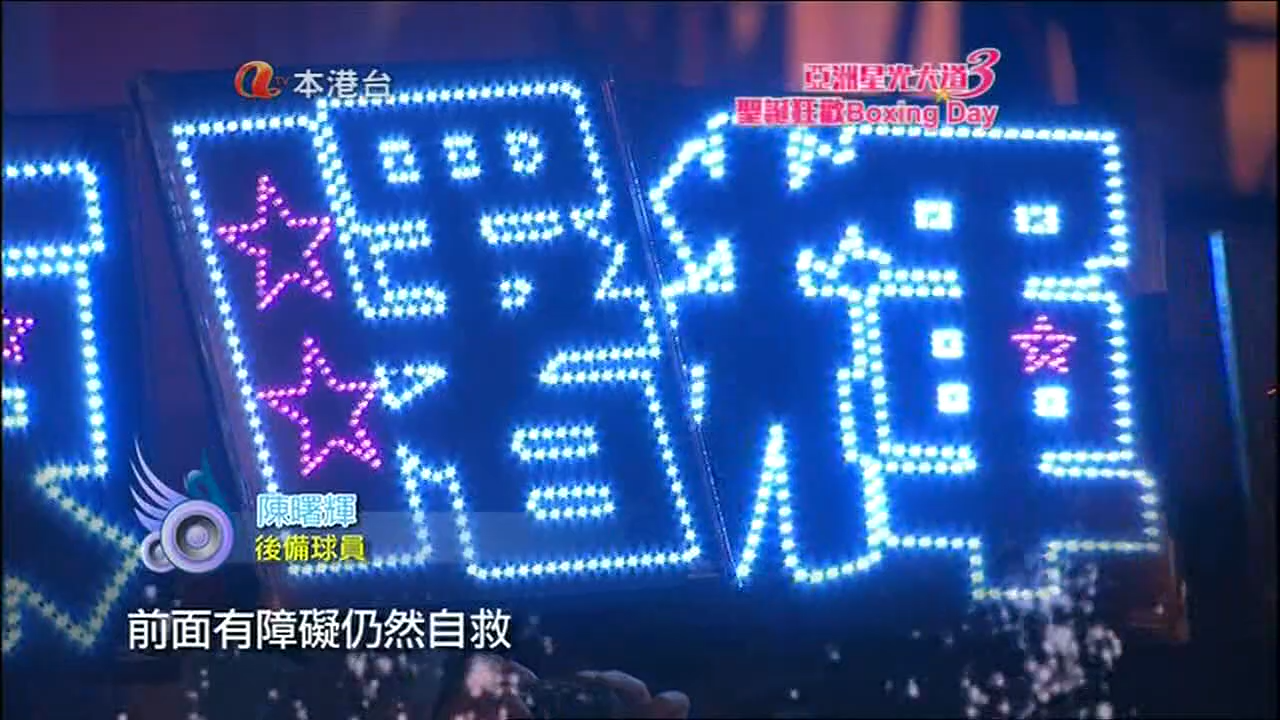 aTV 本港台
亞洲星光大道3
聖誕狂歡Boxing Day
曙輝
陳曙輝
後備球員
前面有障礙仍然自救